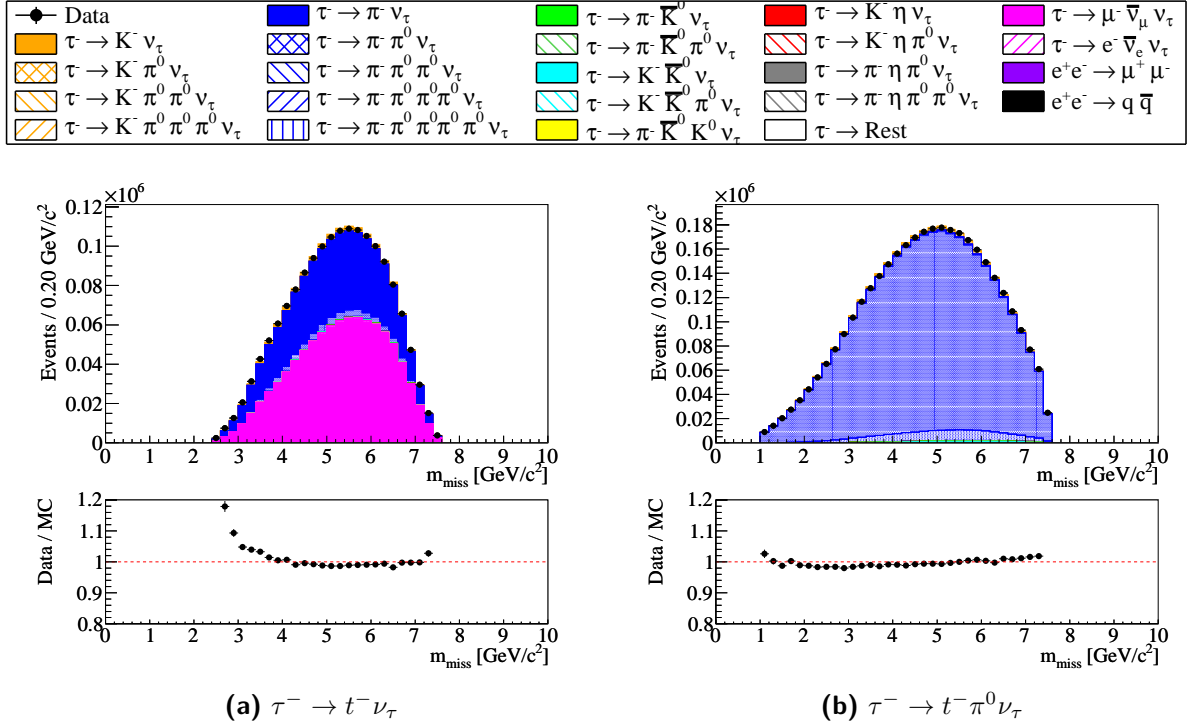 Data
τ⁻ → K⁻ ν_τ
τ⁻ → K⁻ π⁰ ν_τ
τ⁻ → K⁻ π⁰ π⁰ ν_τ
τ⁻ → K⁻ π⁰ π⁰ π⁰ ν_τ
τ⁻ → π⁻ ν_τ
τ⁻ → π⁻ π⁰ ν_τ
τ⁻ → π⁻ π⁰ π⁰ ν_τ
τ⁻ → π⁻ π⁰ π⁰ π⁰ ν_τ
τ⁻ → π⁻ π⁰ π⁰ π⁰ π⁰ ν_τ
τ⁻ → π⁻ K̅⁰ ν_τ
τ⁻ → π⁻ K̅⁰ π⁰ ν_τ
τ⁻ → K⁻ K̅⁰ ν_τ
τ⁻ → K⁻ K̅⁰ π⁰ ν_τ
τ⁻ → π⁻ K̅⁰ K⁰ ν_τ
τ⁻ → K⁻ η ν_τ
τ⁻ → K⁻ η π⁰ ν_τ
τ⁻ → π⁻ η π⁰ ν_τ
τ⁻ → π⁻ η π⁰ π⁰ ν_τ
τ⁻ → Rest
τ⁻ → μ⁻ ν̅_μ ν_τ
τ⁻ → e⁻ ν̅_e ν_τ
e⁺e⁻ → μ⁺ μ⁻
e⁺e⁻ → q q̅
×10⁶
Events / 0.20 GeV/c²
0.12
0.1
0.08
0.06
0.04
0.02
0
0 1 2 3 4 5 6 7 8 9 10
m_miss [GeV/c²]
Data / MC
1.2
1.1
1
0.9
0.8
0 1 2 3 4 5 6 7 8 9 10
m_miss [GeV/c²]
(a) τ⁻ → t⁻ν_τ
×10⁶
Events / 0.20 GeV/c²
0.18
0.16
0.14
0.12
0.1
0.08
0.06
0.04
0.02
0
0 1 2 3 4 5 6 7 8 9 10
m_miss [GeV/c²]
Data / MC
1.2
1.1
1
0.9
0.8
0 1 2 3 4 5 6 7 8 9 10
m_miss [GeV/c²]
(b) τ⁻ → t⁻π⁰ν_τ